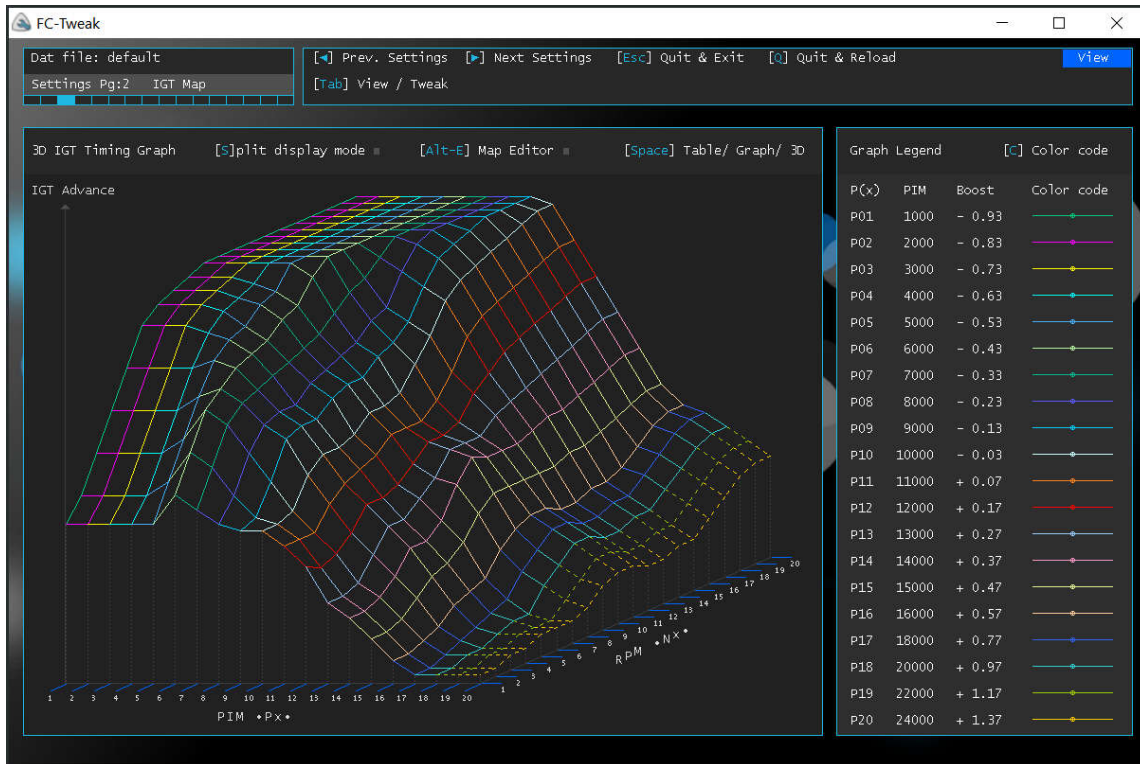 FC-Tweak
Dat file: default
Settings Pg:2 IGT Map
[◄] Prev. Settings [►] Next Settings [Esc] Quit & Exit [Q] Quit & Reload
[Tab] View / Tweak
View
3D IGT Timing Graph [S]plit display mode [Alt-E] Map Editor [Space] Table/ Graph/ 3D
IGT Advance
1 2 3 4 5 6 7 8 9 10 11 12 13 14 15 16 17 18 19 20
PIM •Px•
1 2 3 4 5 6 7 8 9 10 11 12 13 14 15 16 17 18 19 20
RPM •Nx•
Graph Legend [C] Color code
P(x) PIM Boost Color code
P01 1000 - 0.93
P02 2000 - 0.83
P03 3000 - 0.73
P04 4000 - 0.63
P05 5000 - 0.53
P06 6000 - 0.43
P07 7000 - 0.33
P08 8000 - 0.23
P09 9000 - 0.13
P10 10000 - 0.03
P11 11000 + 0.07
P12 12000 + 0.17
P13 13000 + 0.27
P14 14000 + 0.37
P15 15000 + 0.47
P16 16000 + 0.57
P17 18000 + 0.77
P18 20000 + 0.97
P19 22000 + 1.17
P20 24000 + 1.37